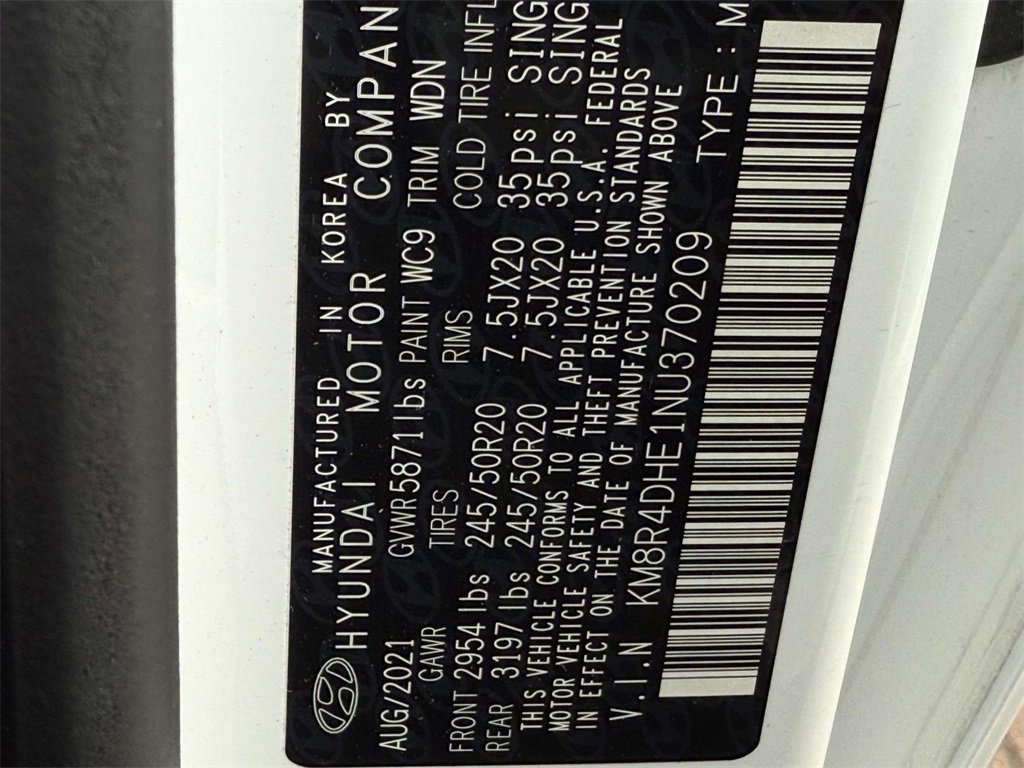 MANUFACTURED IN KOREA BY
HYUNDAI MOTOR COMPAN
AUG/2021 GVWR 5871lbs PAINT WC9 TRIM WDN
GAWR TIRES RIMS COLD TIRE INFL
FRONT 2954 lbs 245/50R20 7.5JX20 35psi SING
REAR 3197 lbs 245/50R20 7.5JX20 35psi SING
THIS VEHICLE CONFORMS TO ALL APPLICABLE U.S.A. FEDERAL
MOTOR VEHICLE SAFETY AND THEFT PREVENTION STANDARDS
IN EFFECT ON THE DATE OF MANUFACTURE SHOWN ABOVE
V.I.N KM8R4DHE1NU370209 TYPE : M